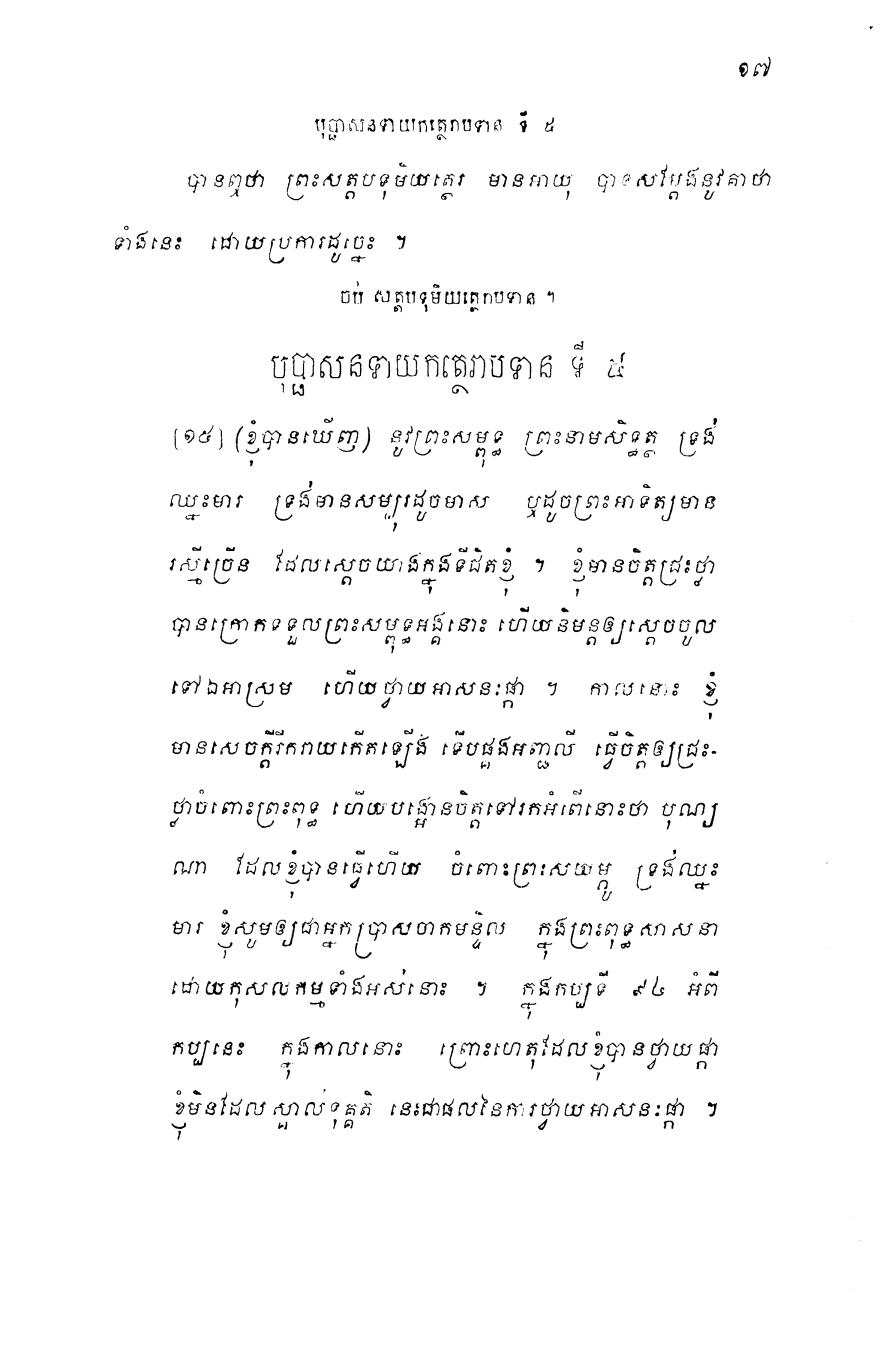 ១៧
បុប្ផាសនទាយកត្ថេរាបទាន ទី ៥
បានឮថា ព្រះសត្តបទុមិយត្ថេរ មានអាយុ បានសម្ដែងនូវគាថា
ទាំងនេះ ដោយប្រការដូច្នេះ ។
ចប់ សត្តបទុមិយត្ថេរាបទាន ។
បុប្ផាសនទាយកត្ថេរាបទាន ទី ៥
[១៥] (ខ្ញុំបានឃើញ) នូវព្រះសម្ពុទ្ធ ព្រះនាមសិទ្ធត្ថ ទ្រង់
ឈ្នះមារ ទ្រង់មានសម្បុរដូចមាស ឬដូចព្រះអាទិត្យមាន
រស្មីច្រើន ដែលស្ដេចយាងក្នុងទីជិតខ្ញុំ ។ ខ្ញុំមានចិត្តជ្រះថ្លា
បានក្រោកទទួលព្រះសម្ពុទ្ធអង្គនោះ ហើយនិមន្តឲ្យស្ដេចចូល
ទៅឯអាស្រម ហើយថ្វាយអាសនៈផ្កា ។ កាលនោះ ខ្ញុំ
មានសេចក្ដីរីករាយកើតឡើង ទើបផ្គងអញ្ជលី ធ្វើចិត្តឲ្យជ្រះ-
ថ្លាចំពោះព្រះពុទ្ធ ហើយបង្អោនចិត្តទៅរកអំពើនោះថា បុណ្យ
ណា ដែលខ្ញុំបានធ្វើហើយ ចំពោះព្រះសយម្ភូ ទ្រង់ឈ្នះ
មារ ខ្ញុំសូមឲ្យជាអ្នកប្រាសចាកមន្ទិល ក្នុងព្រះពុទ្ធសាសនា
ដោយកុសលកម្មទាំងអស់នោះ ។ ក្នុងកប្បទី ៩៤ អំពី
កប្បនេះ ក្នុងកាលនោះ ព្រោះហេតុដែលខ្ញុំបានថ្វាយផ្កា
ខ្ញុំមិនដែលស្គាល់ទុគ្គតិ នេះជាផលនៃការថ្វាយអាសនៈផ្កា ។